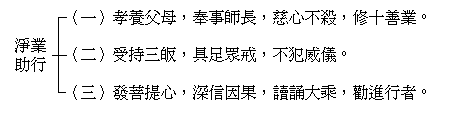 淨業助行
（一）孝養父母，奉事師長，慈心不殺，修十善業。
（二）受持三皈，具足眾戒，不犯威儀。
（三）發菩提心，深信因果，讀誦大乘，勸進行者。